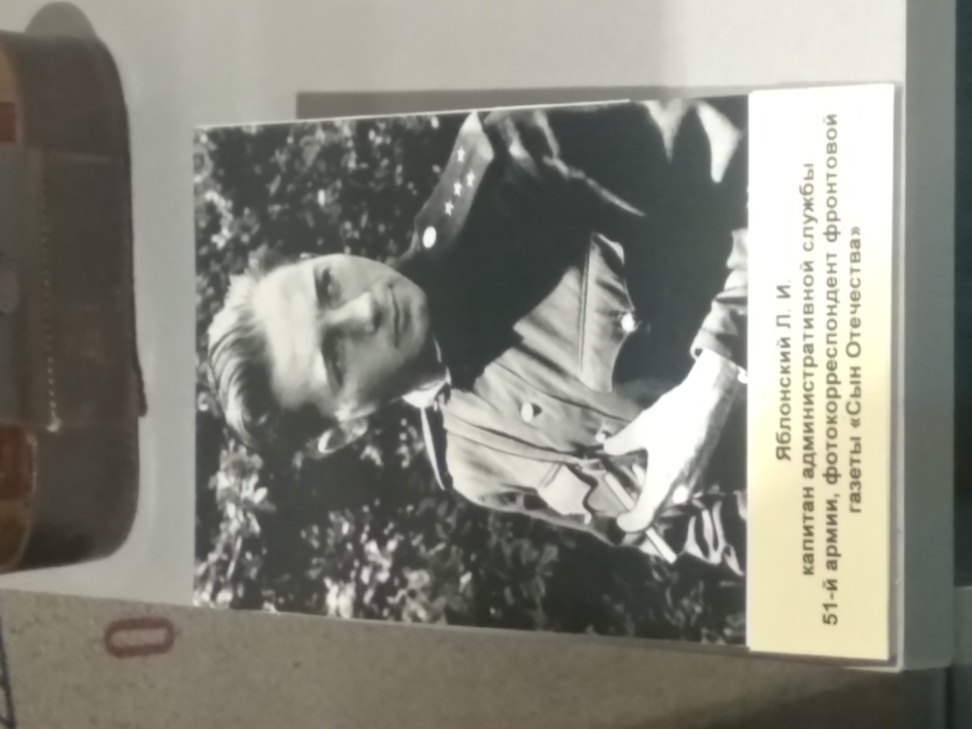 Яблонский Л. И.
капитан административной службы
51-й армии, фотокорреспондент фронтовой
газеты «Сын Отечества»
О